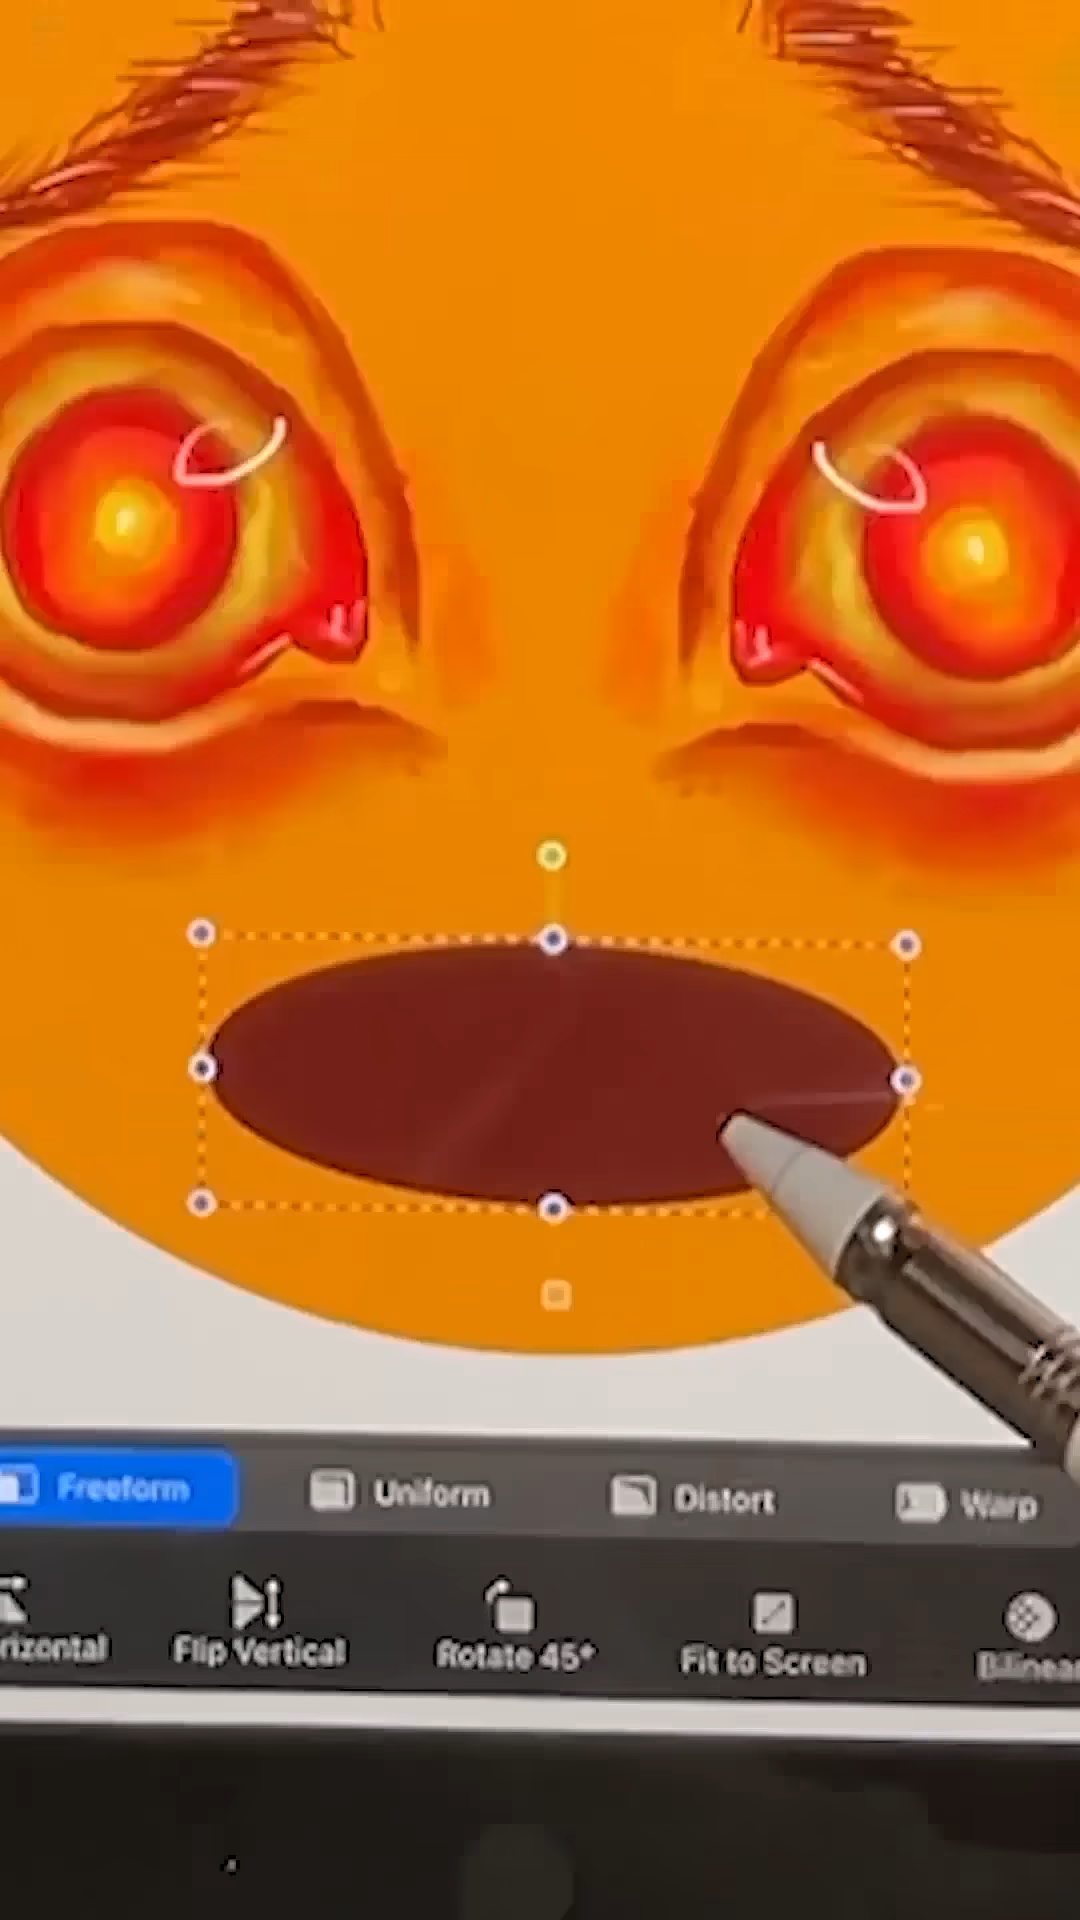 Freeform
Uniform
Distort
Warp
rizontal
Flip Vertical
Rotate 45°
Fit to Screen
Bilinear